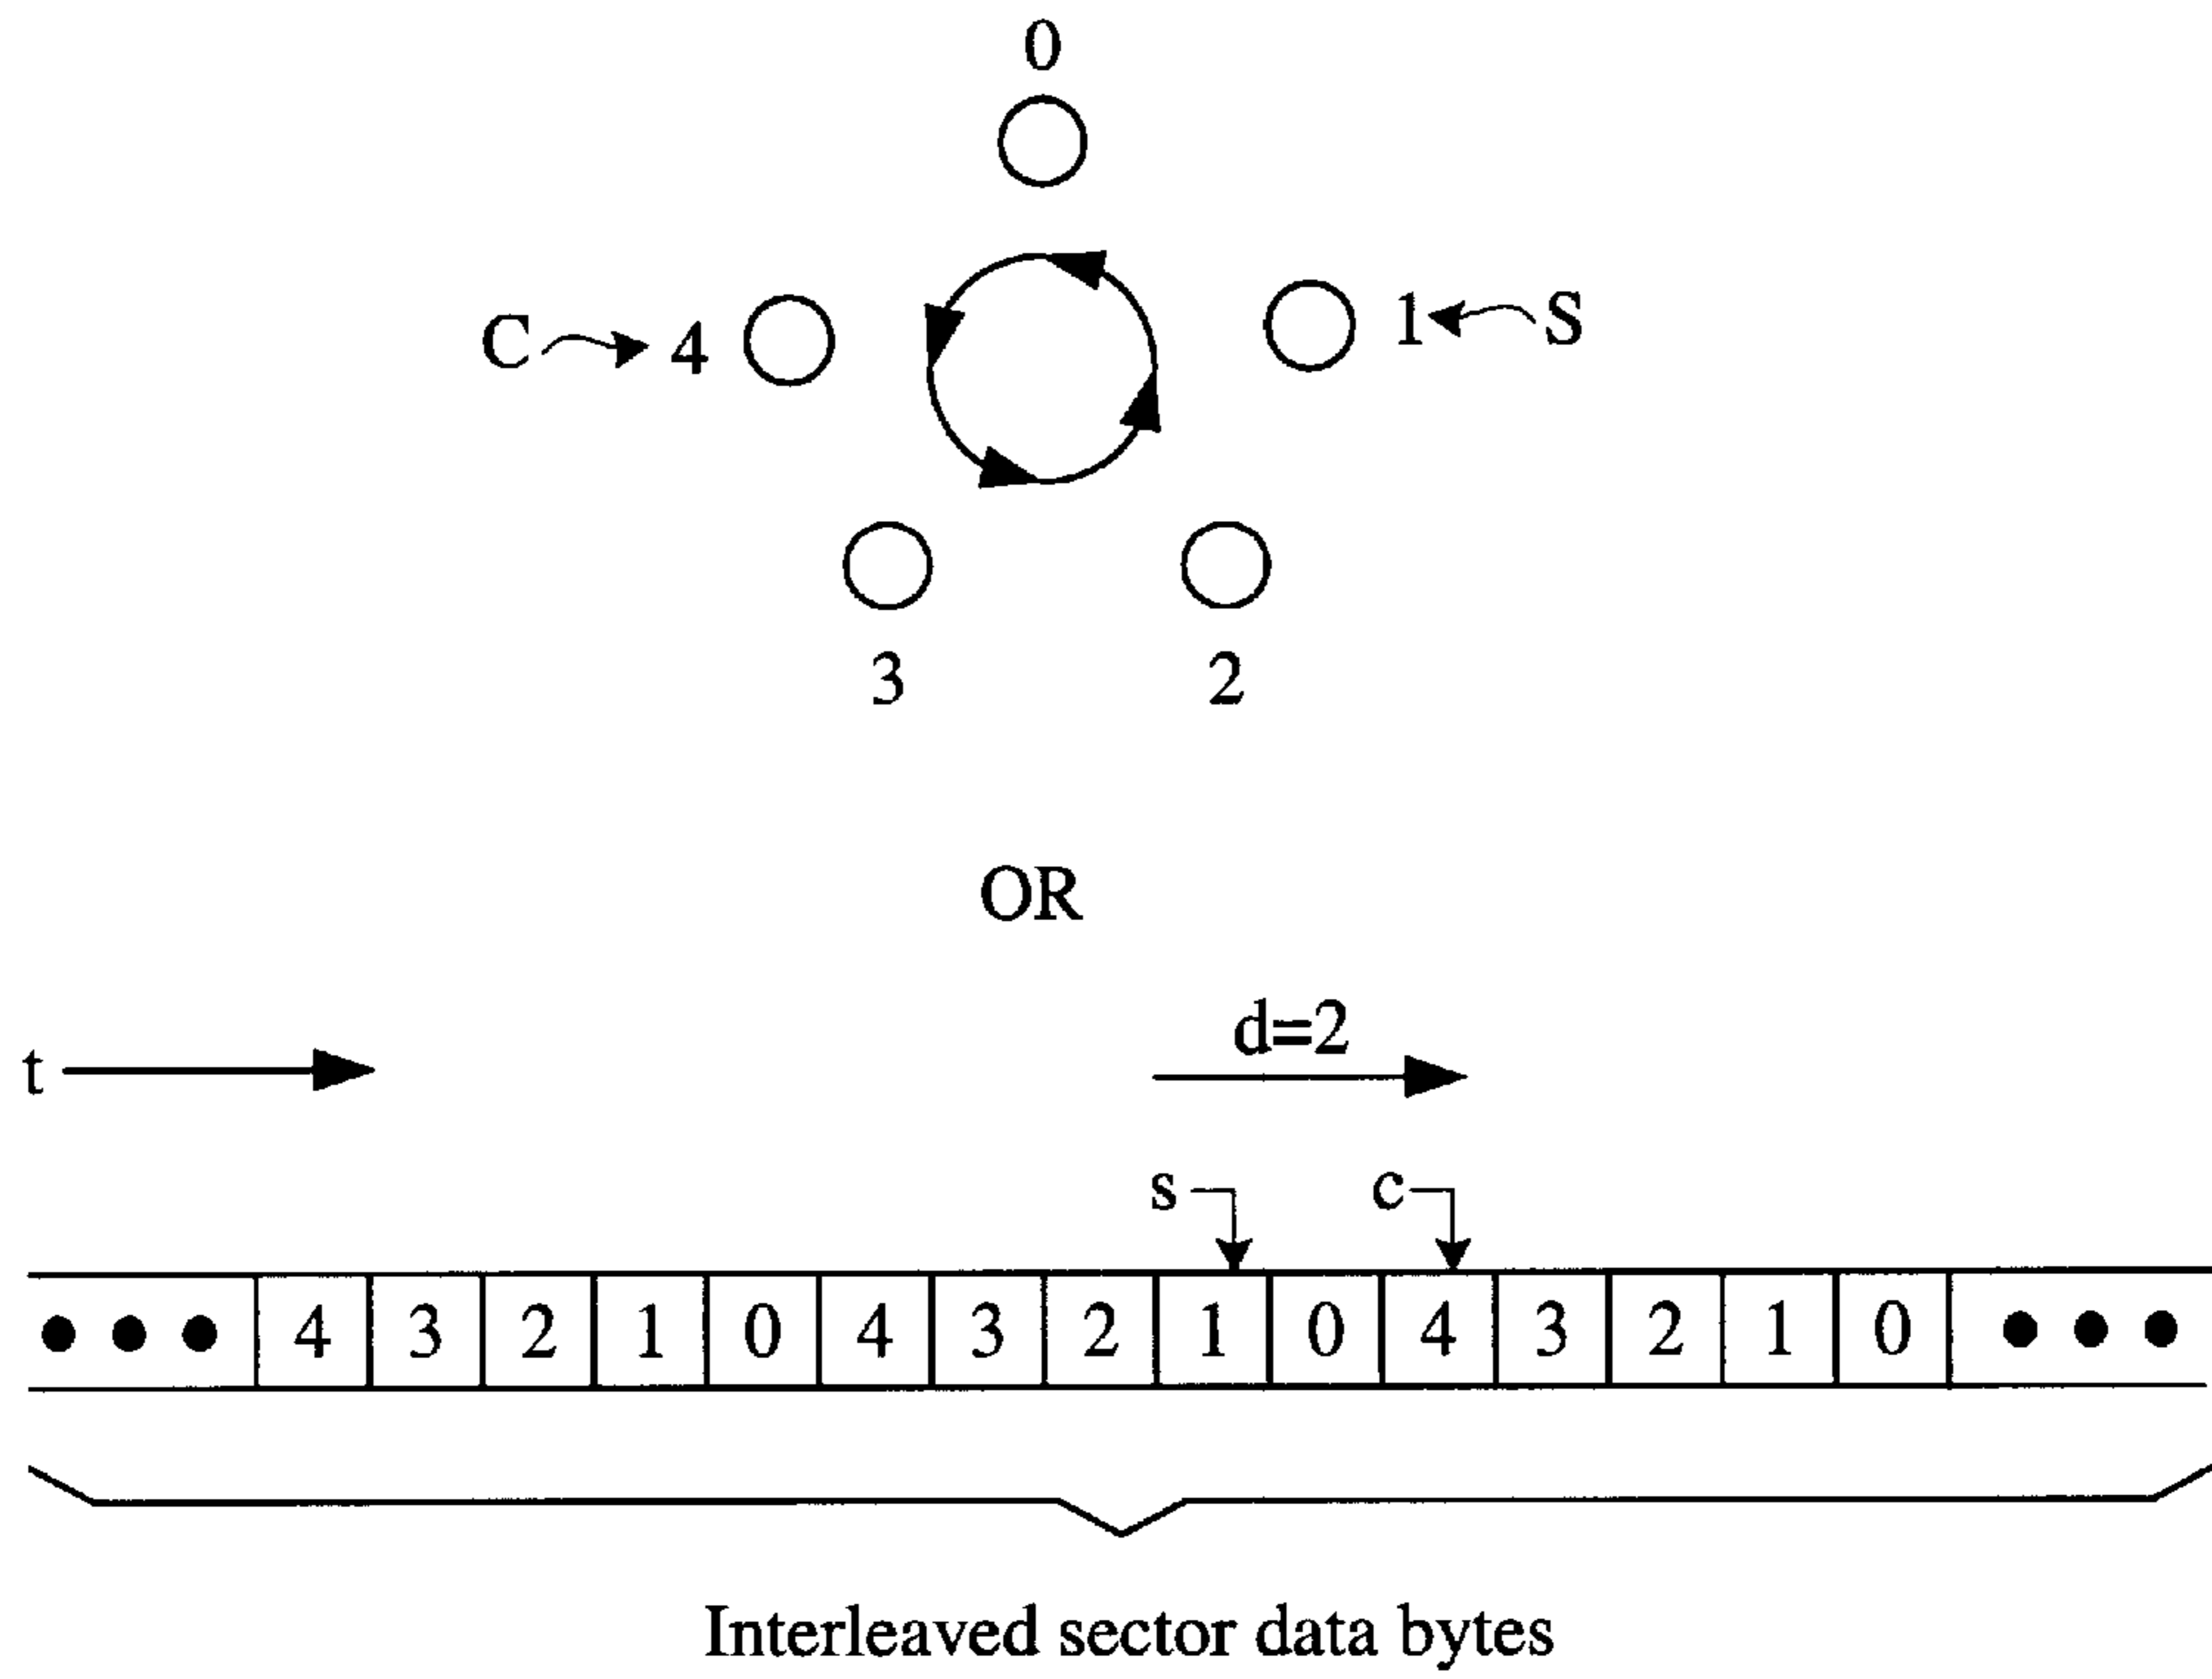 0
C 4 1 S
3 2
OR
d=2
t
s c
4 3 2 1 0 4 3 2 1 0 4 3 2 1 0
Interleaved sector data bytes